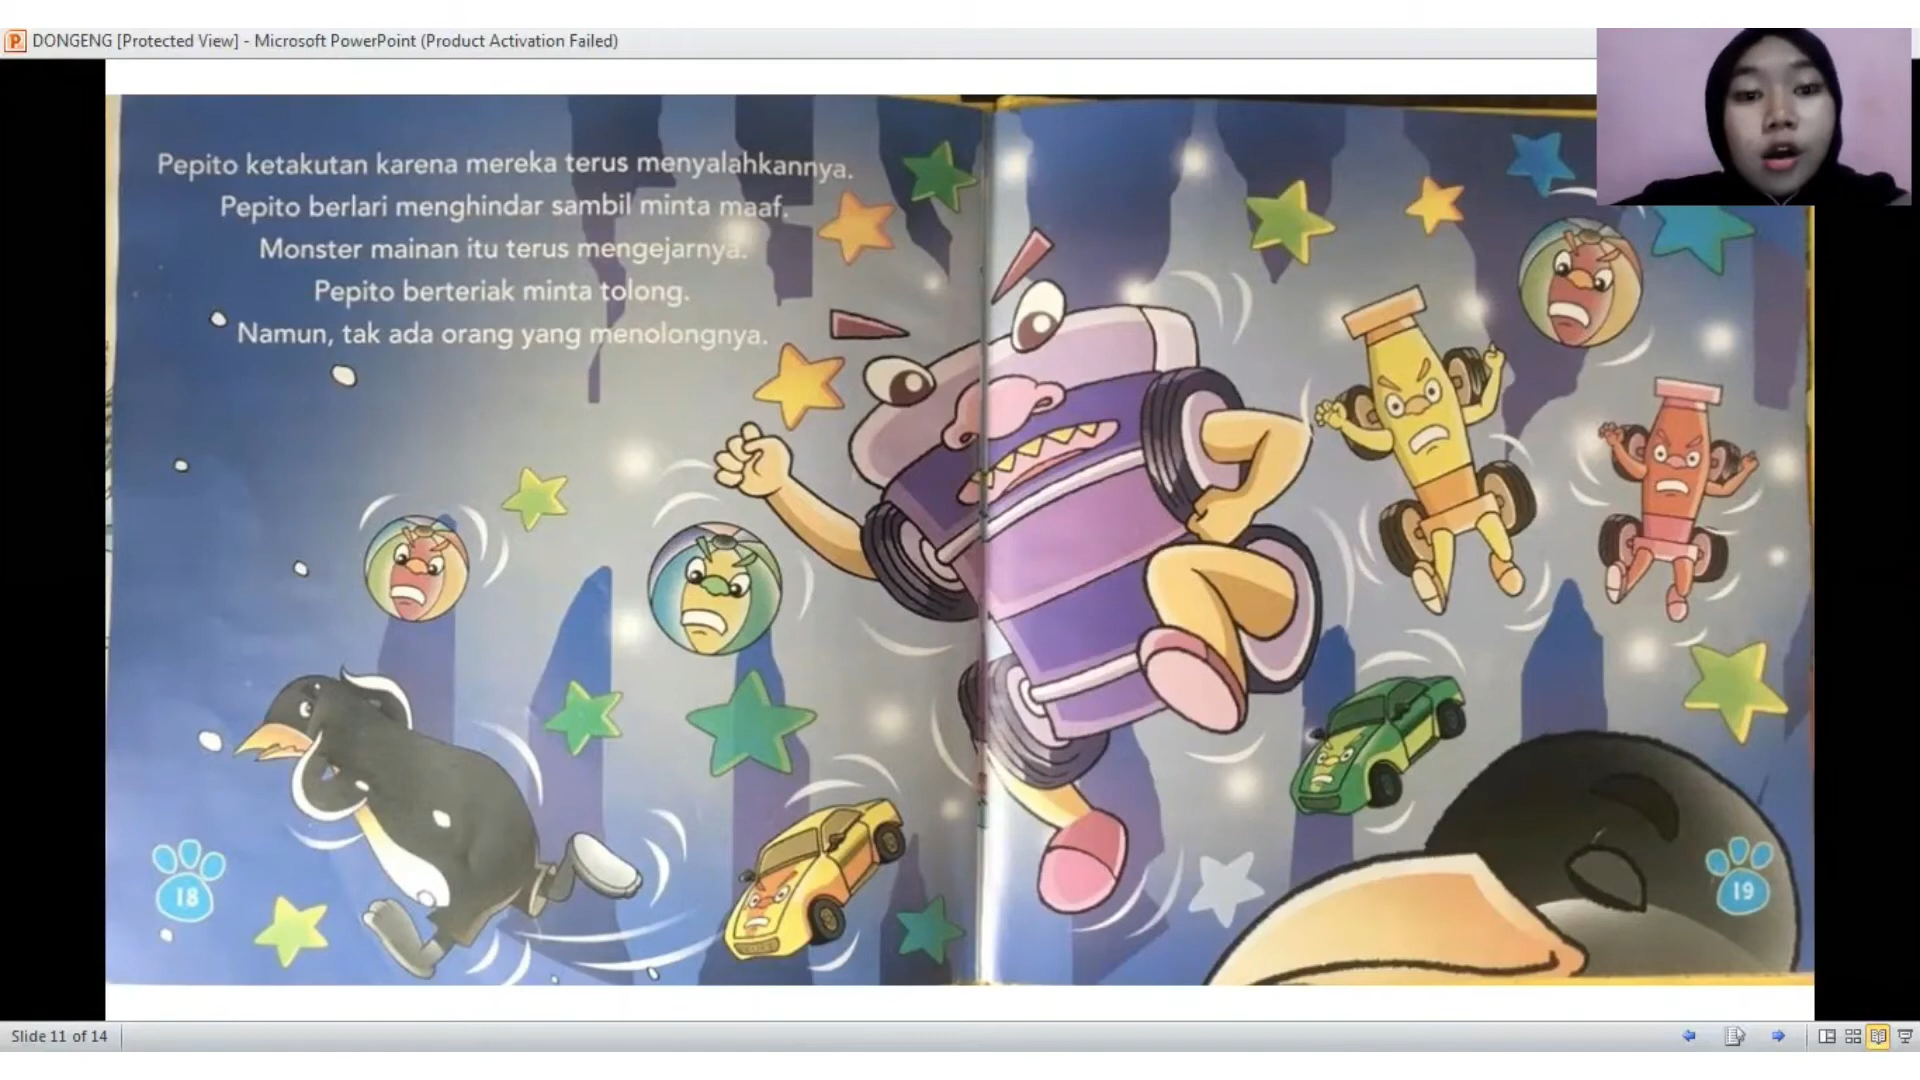 DONGENG [Protected View] - Microsoft PowerPoint (Product Activation Failed)
Pepito ketakutan karena mereka terus menyalahkannya.
Pepito berlari menghindar sambil minta maaf.
Monster mainan itu terus mengejarnya.
Pepito berteriak minta tolong.
Namun, tak ada orang yang menolongnya.
18
19
Slide 11 of 14